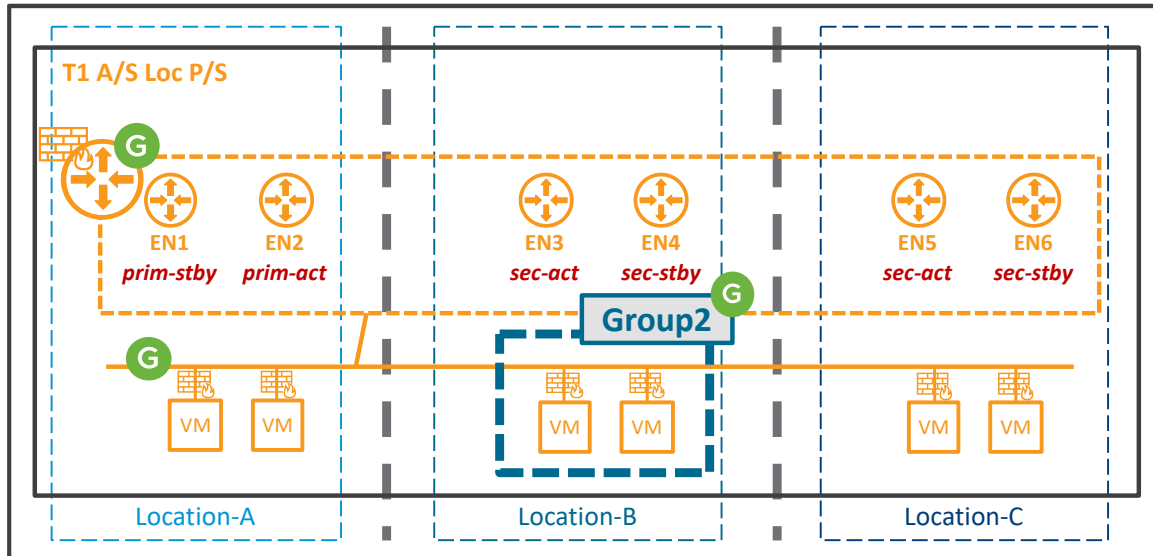 T1 A/S Loc P/S
G
EN1
EN2
EN3
EN4
EN5
EN6
prim-stby
prim-act
sec-act
sec-stby
sec-act
sec-stby
G
Group2
G
VM
VM
VM
VM
VM
VM
Location-A
Location-B
Location-C